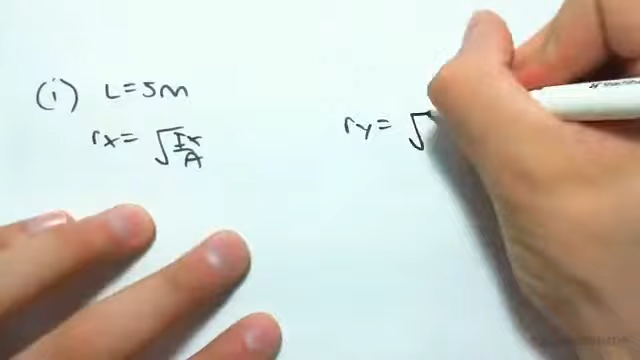 (i) L=5m
rx= √Ix/A ry= √